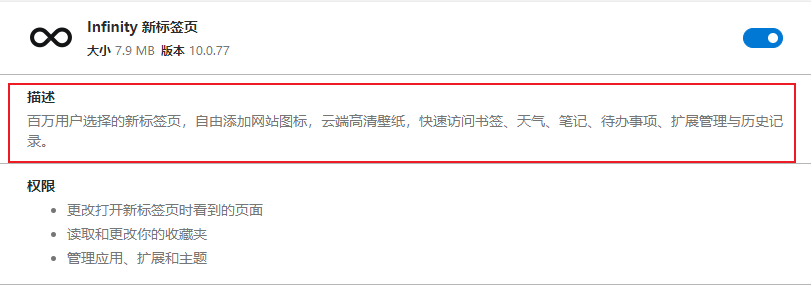 Infinity 新标签页
大小 7.9 MB 版本 10.0.77
描述
百万用户选择的新标签页，自由添加网站图标，云端高清壁纸，快速访问书签、天气、笔记、待办事项、扩展管理与历史记
录。
权限
更改打开新标签页时看到的页面
读取和更改你的收藏夹
管理应用、扩展和主题